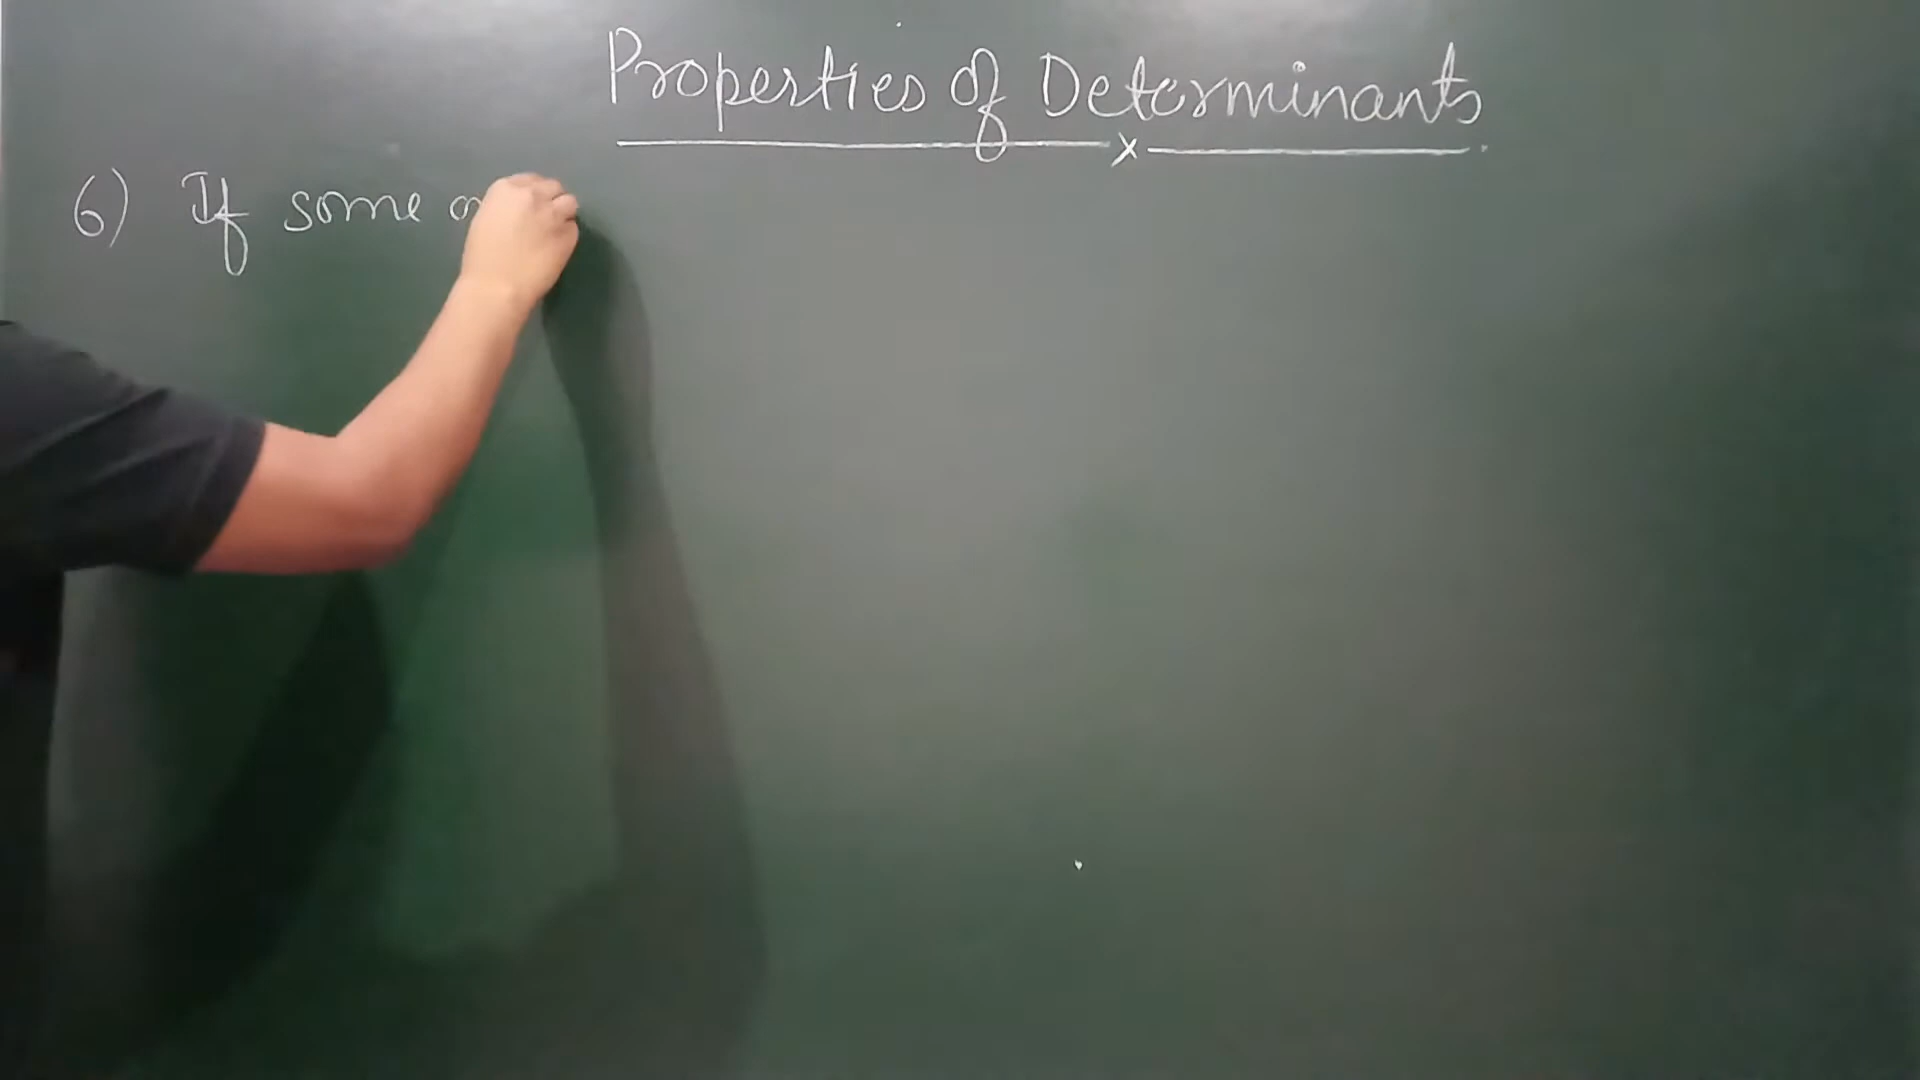 Properties of Determinants
6) If some